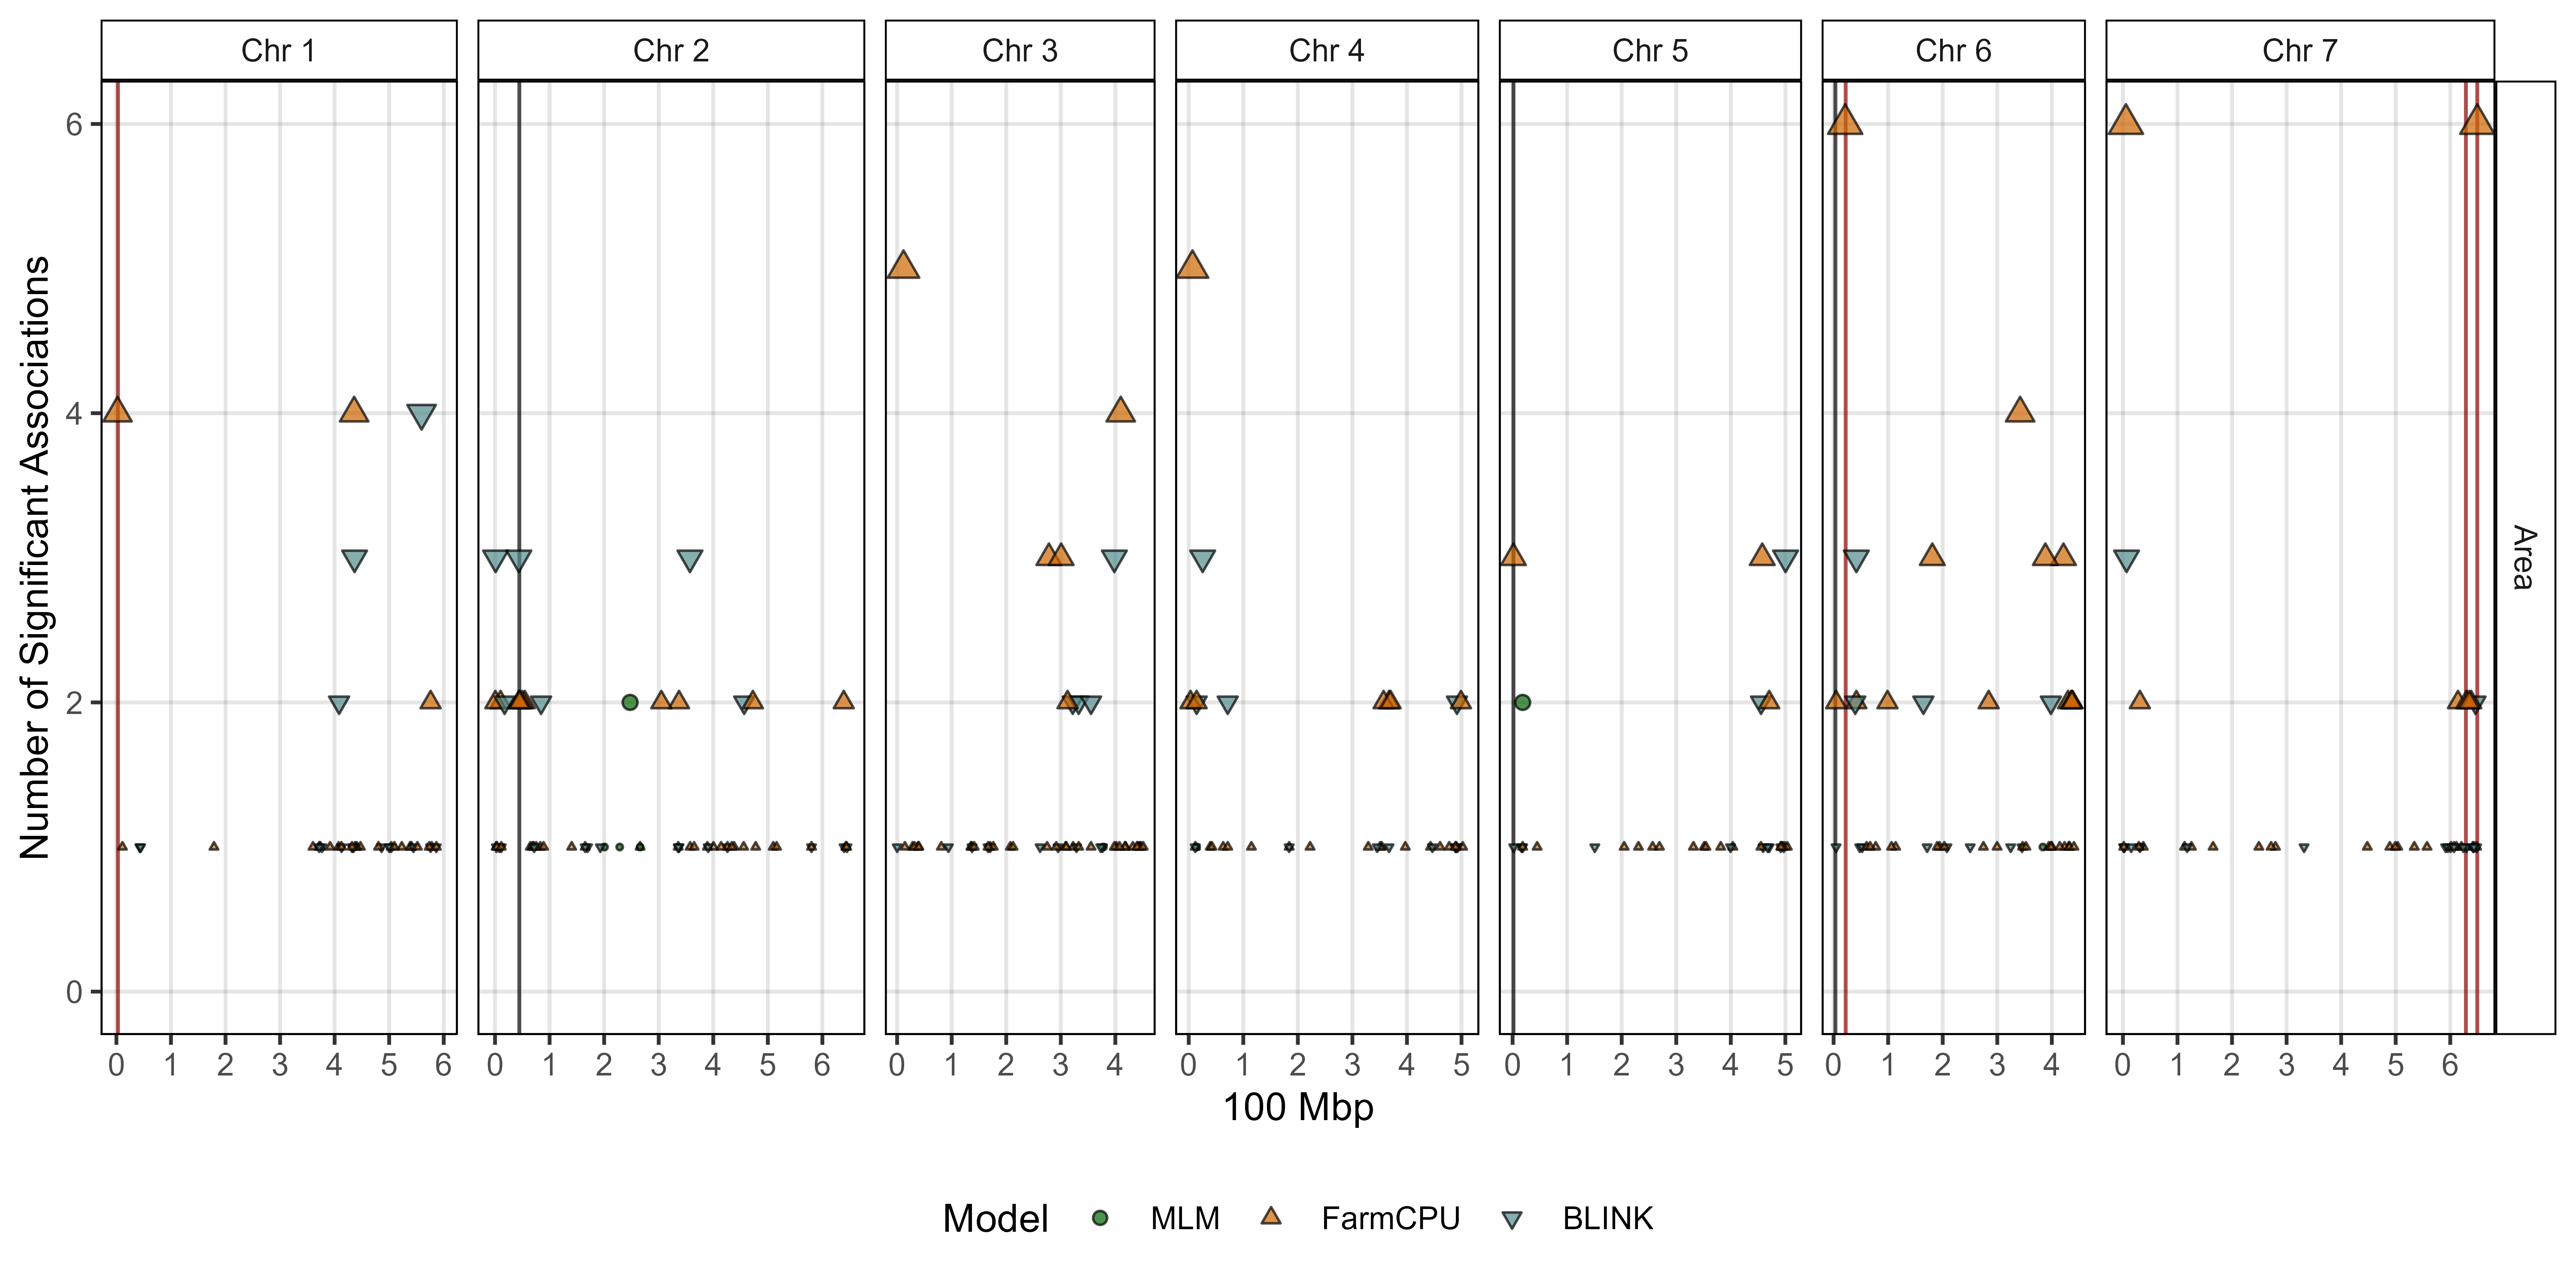 Chr 1 Chr 2 Chr 3 Chr 4 Chr 5 Chr 6 Chr 7
Number of Significant Associations
6
4
2
0
Area
0 1 2 3 4 5 6 0 1 2 3 4 5 6 0 1 2 3 4 0 1 2 3 4 5 0 1 2 3 4 5 0 1 2 3 4 0 1 2 3 4 5 6
100 Mbp
Model MLM FarmCPU BLINK